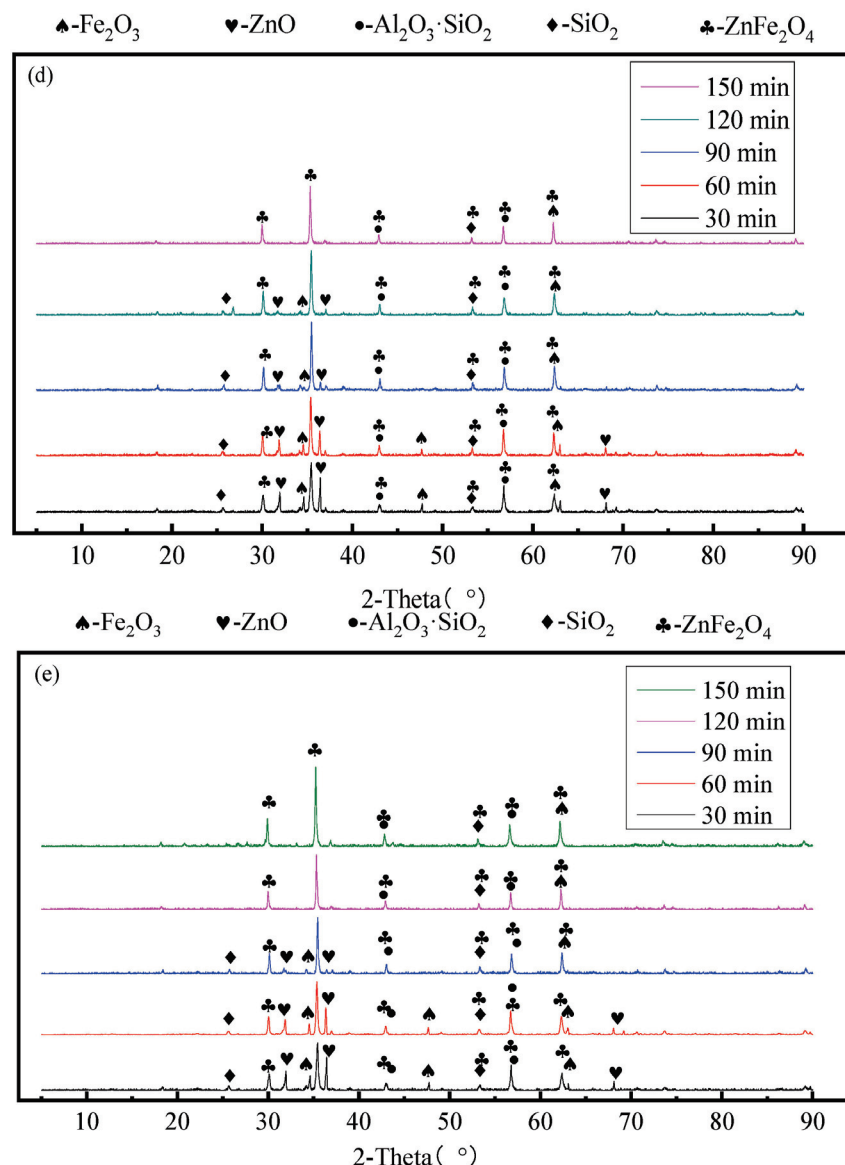 ♠-Fe₂O₃ ♥-ZnO ●-Al₂O₃·SiO₂ ♦-SiO₂ ♣-ZnFe₂O₄
(d)
150 min
120 min
90 min
60 min
30 min
10 20 30 40 50 60 70 80 90
2-Theta( °)
♠-Fe₂O₃ ♥-ZnO ●-Al₂O₃·SiO₂ ♦-SiO₂ ♣-ZnFe₂O₄
(e)
150 min
120 min
90 min
60 min
30 min
10 20 30 40 50 60 70 80 90
2-Theta( °)